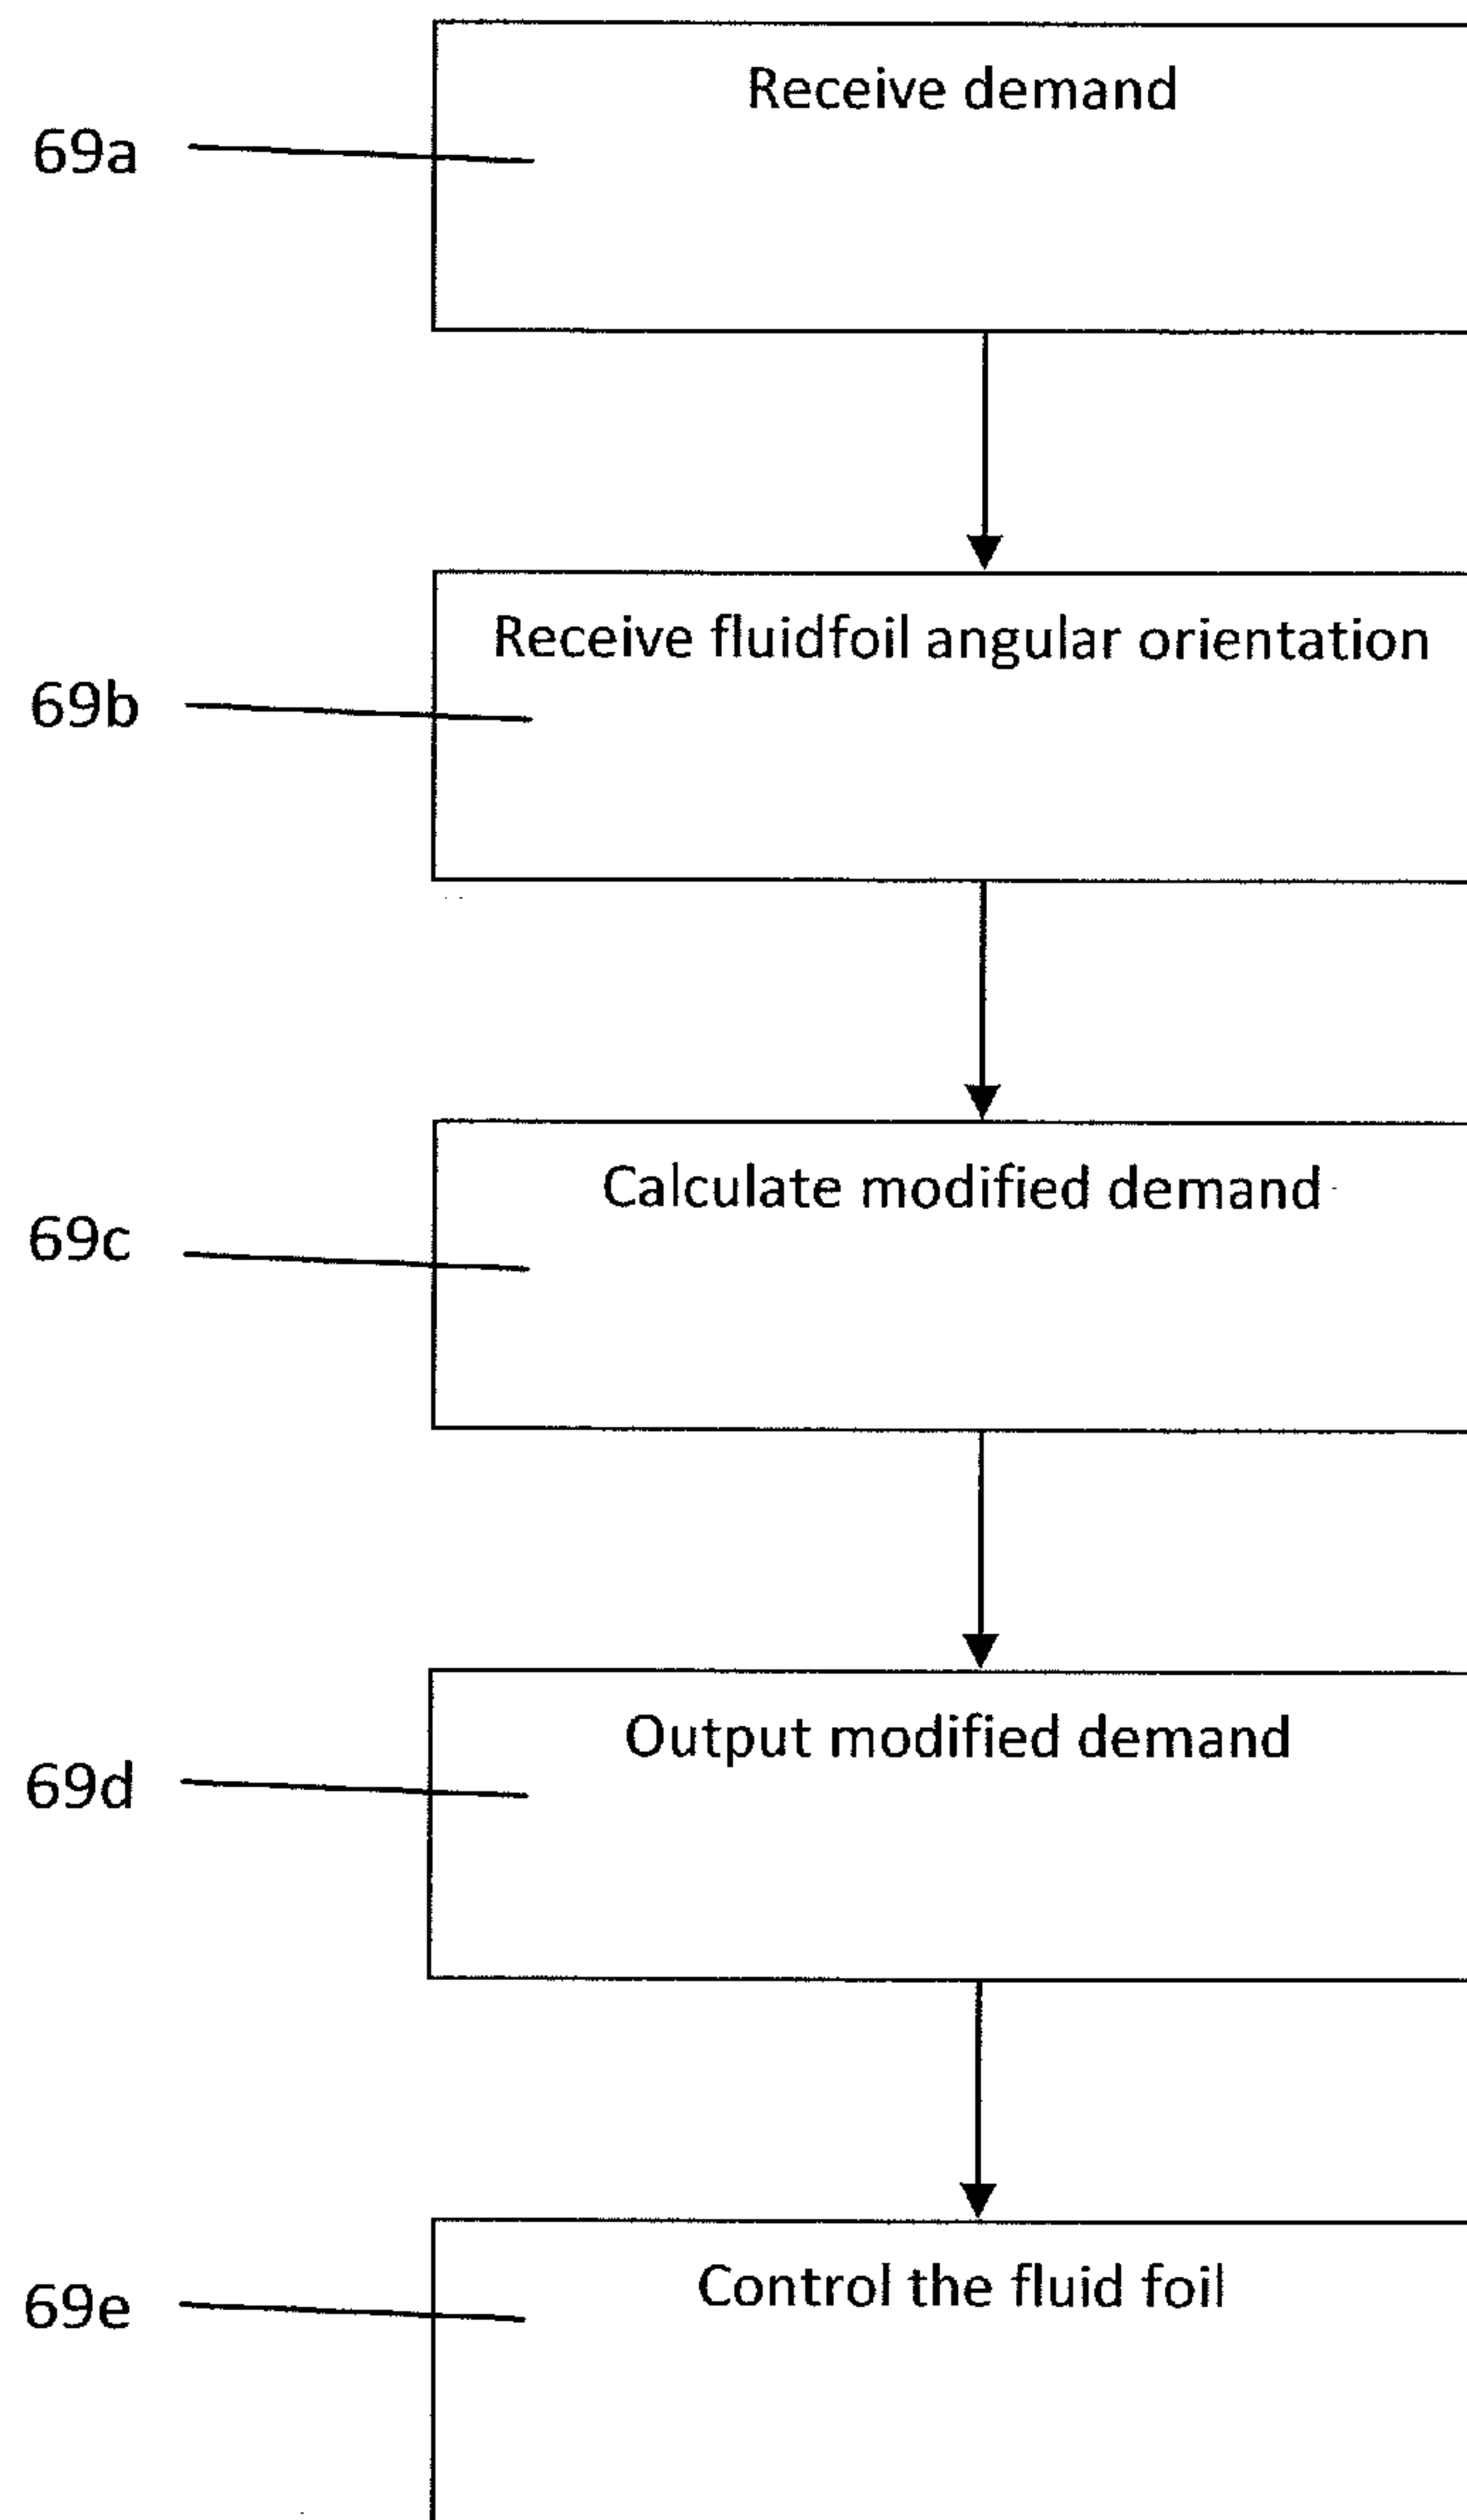 Receive demand
69a
Receive fluidfoil angular orientation
69b
Calculate modified demand
69c
Output modified demand
69d
Control the fluid foil
69e